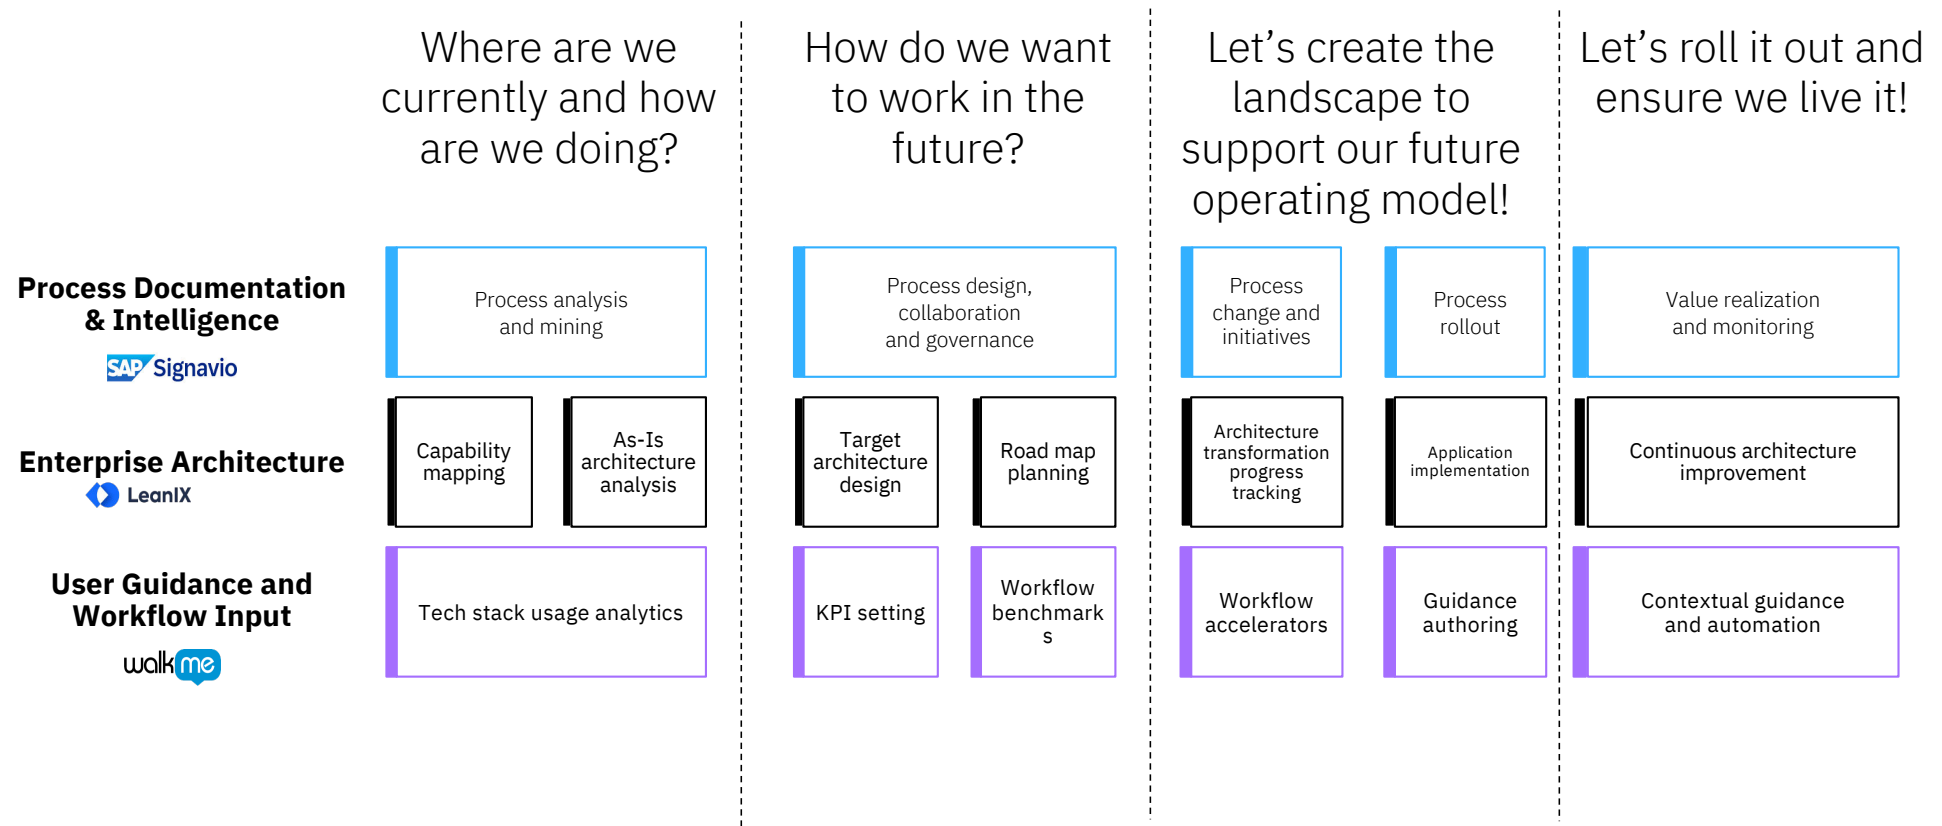 Where are we
currently and how
are we doing?
How do we want
to work in the
future?
Let’s create the
landscape to
support our future
operating model!
Let’s roll it out and
ensure we live it!
Process Documentation
& Intelligence
SAP Signavio
Process analysis
and mining
Process design,
collaboration
and governance
Process
change and
initiatives
Process
rollout
Value realization
and monitoring
Enterprise Architecture
LeanIX
Capability
mapping
As-Is
architecture
analysis
Target
architecture
design
Road map
planning
Architecture
transformation
progress
tracking
Application
implementation
Continuous architecture
improvement
User Guidance and
Workflow Input
walkme
Tech stack usage analytics
KPI setting
Workflow
benchmark
s
Workflow
accelerators
Guidance
authoring
Contextual guidance
and automation